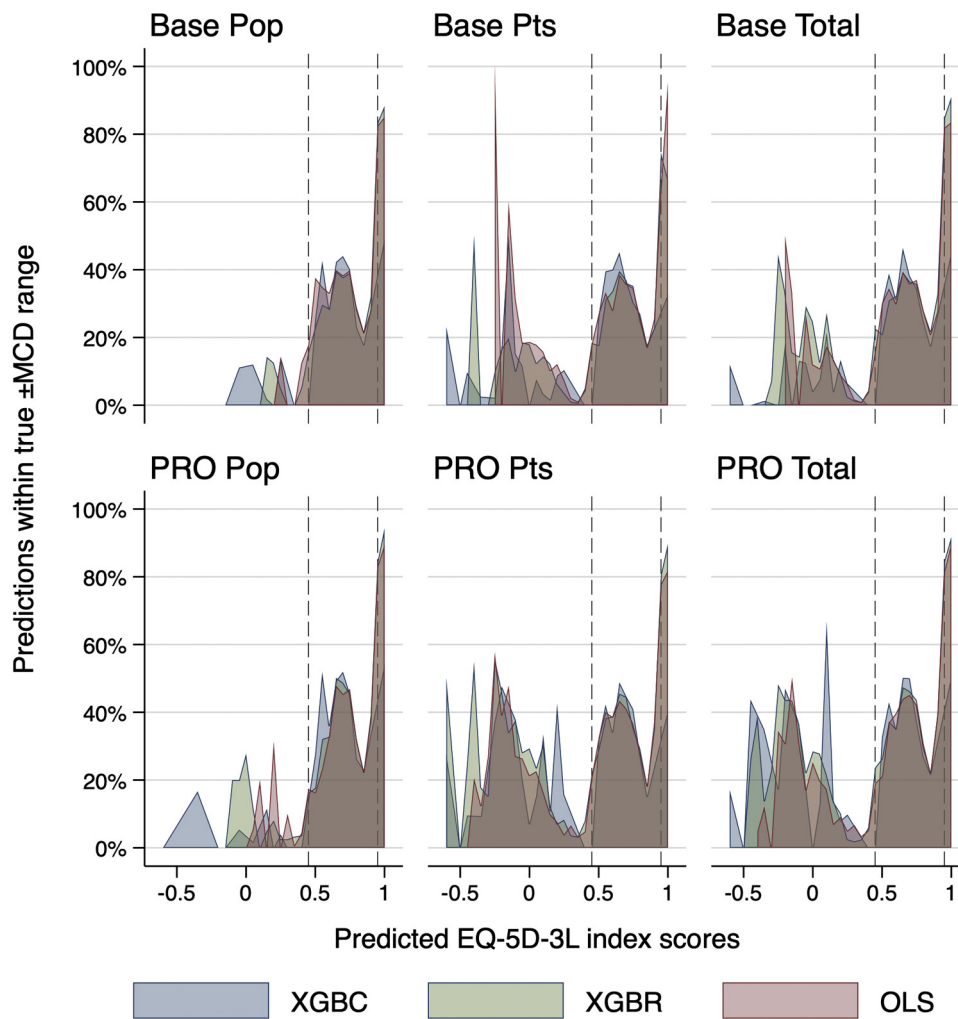 Base Pop Base Pts Base Total
100%
80%
60%
40%
20%
0%
PRO Pop PRO Pts PRO Total
100%
80%
60%
40%
20%
0%
Predictions within true ±MCD range
-0.5 0 0.5 1 -0.5 0 0.5 1 -0.5 0 0.5 1
Predicted EQ-5D-3L index scores
XGBC XGBR OLS